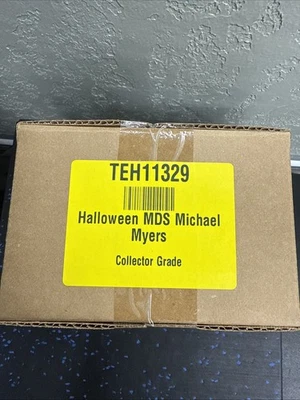 TEH11329
Halloween MDS Michael
Myers
Collector Grade